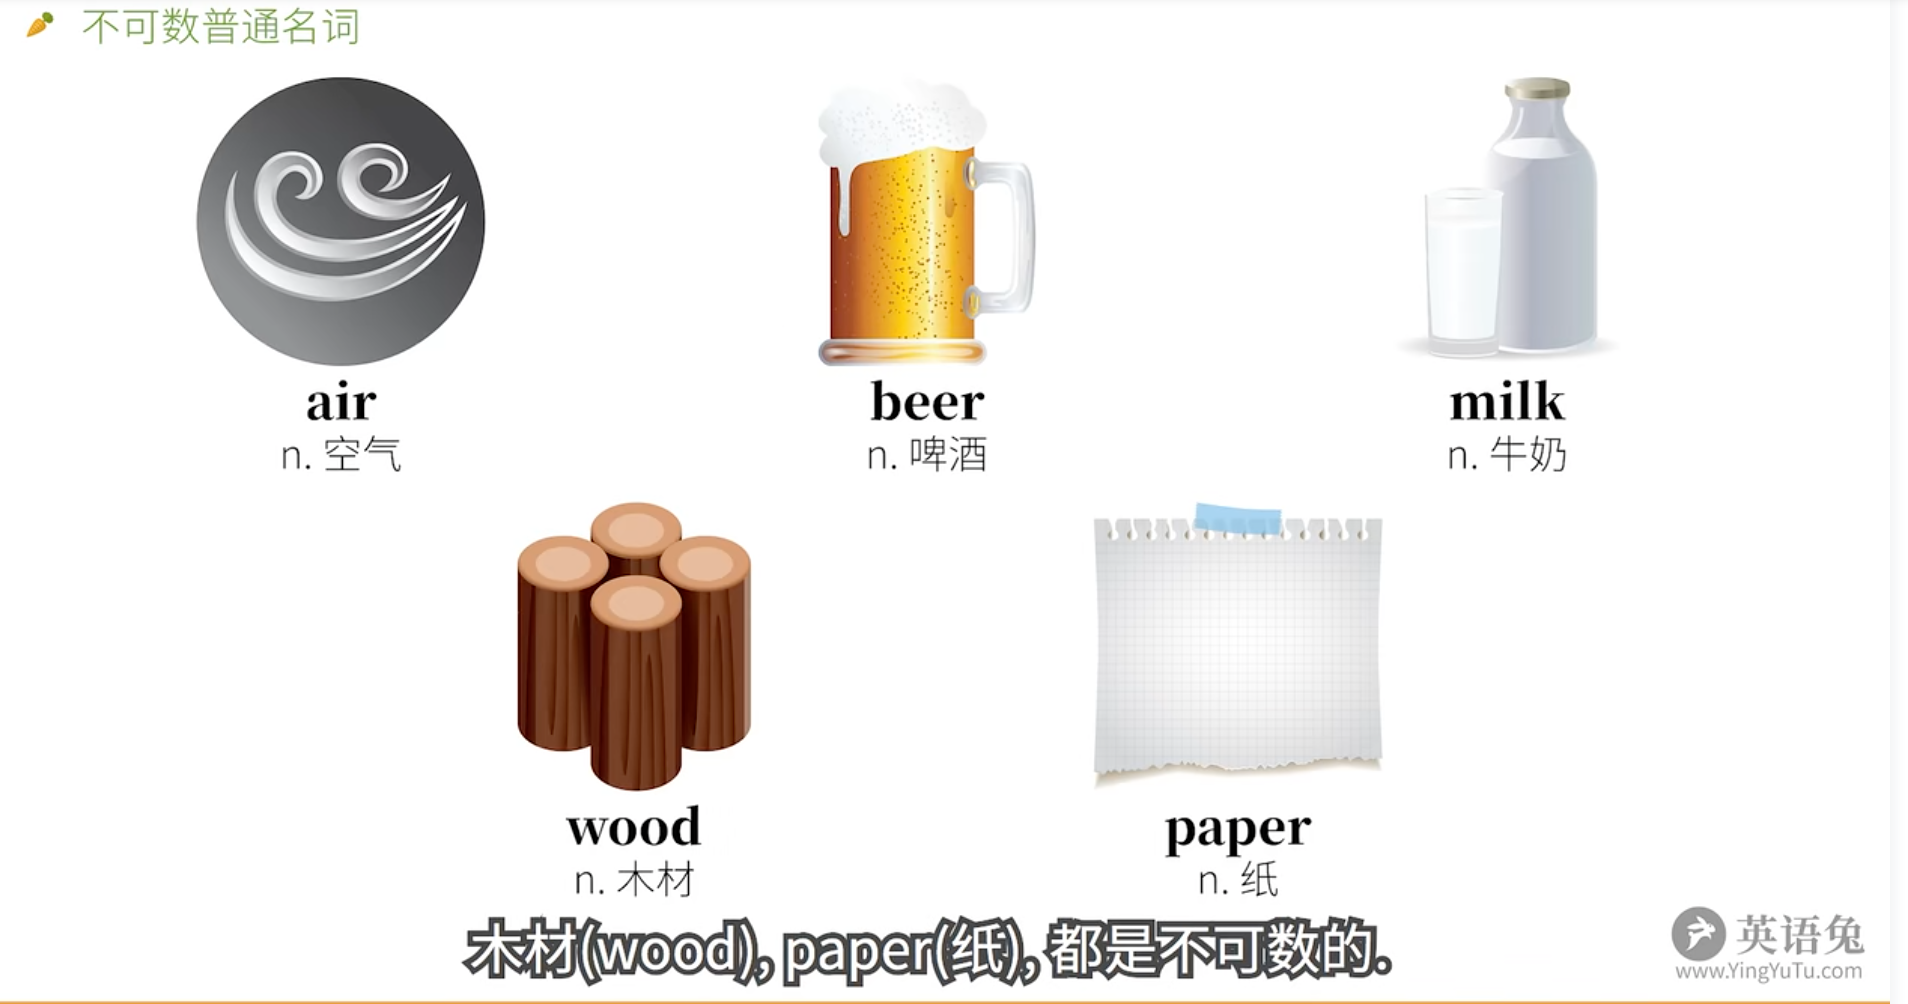 不可数普通名词
air
n. 空气
beer
n. 啤酒
milk
n. 牛奶
wood
n. 木材
paper
n. 纸
木材(wood), paper(纸), 都是不可数的.
英语兔
www.YingYuTu.com